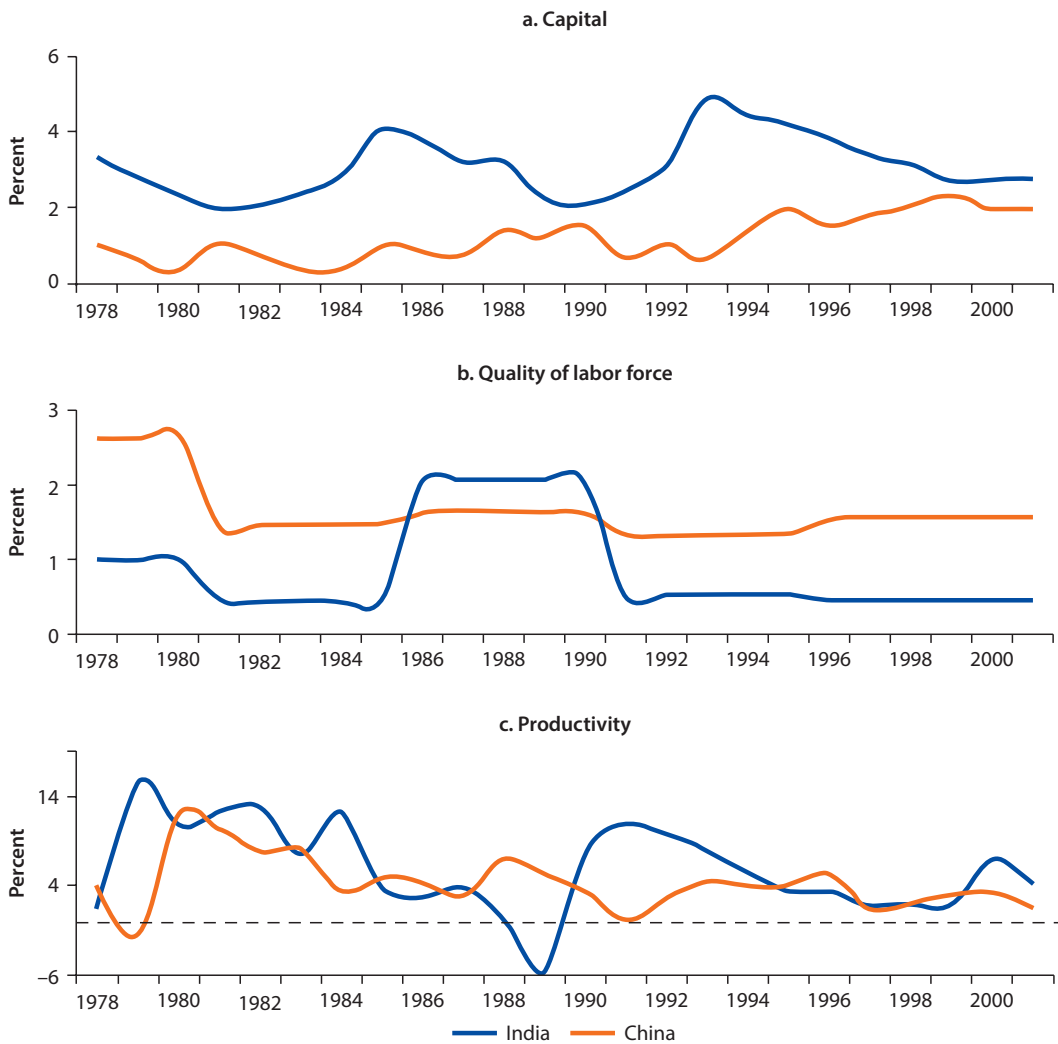 a. Capital
Percent
6
4
2
0
1978 1980 1982 1984 1986 1988 1990 1992 1994 1996 1998 2000
b. Quality of labor force
Percent
3
2
1
0
1978 1980 1982 1984 1986 1988 1990 1992 1994 1996 1998 2000
c. Productivity
Percent
14
4
–6
1978 1980 1982 1984 1986 1988 1990 1992 1994 1996 1998 2000
India China